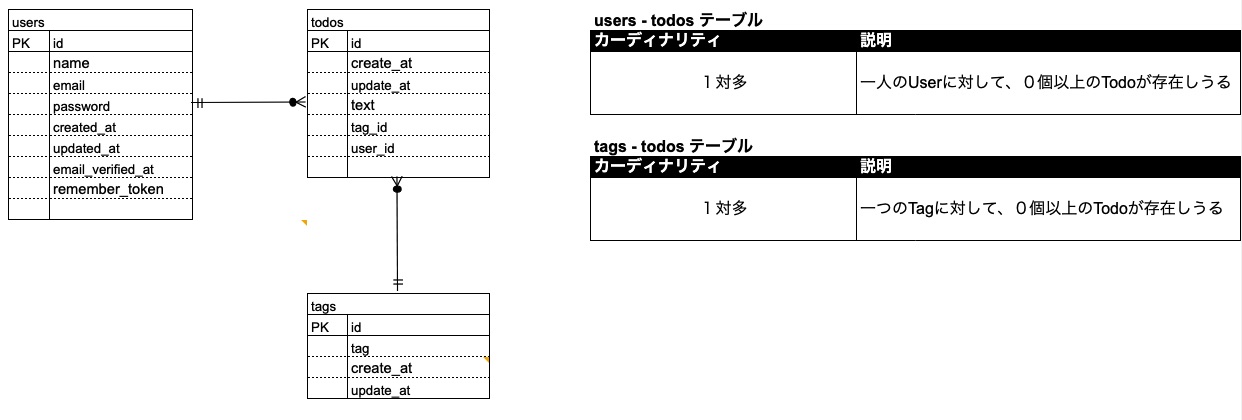 users
PK id
name
email
password
created_at
updated_at
email_verified_at
remember_token
todos
PK id
create_at
update_at
text
tag_id
user_id
tags
PK id
tag
create_at
update_at
users - todos テーブル
カーディナリティ 説明
１対多 一人のUserに対して、０個以上のTodoが存在しうる
tags - todos テーブル
カーディナリティ 説明
１対多 一つのTagに対して、０個以上のTodoが存在しうる